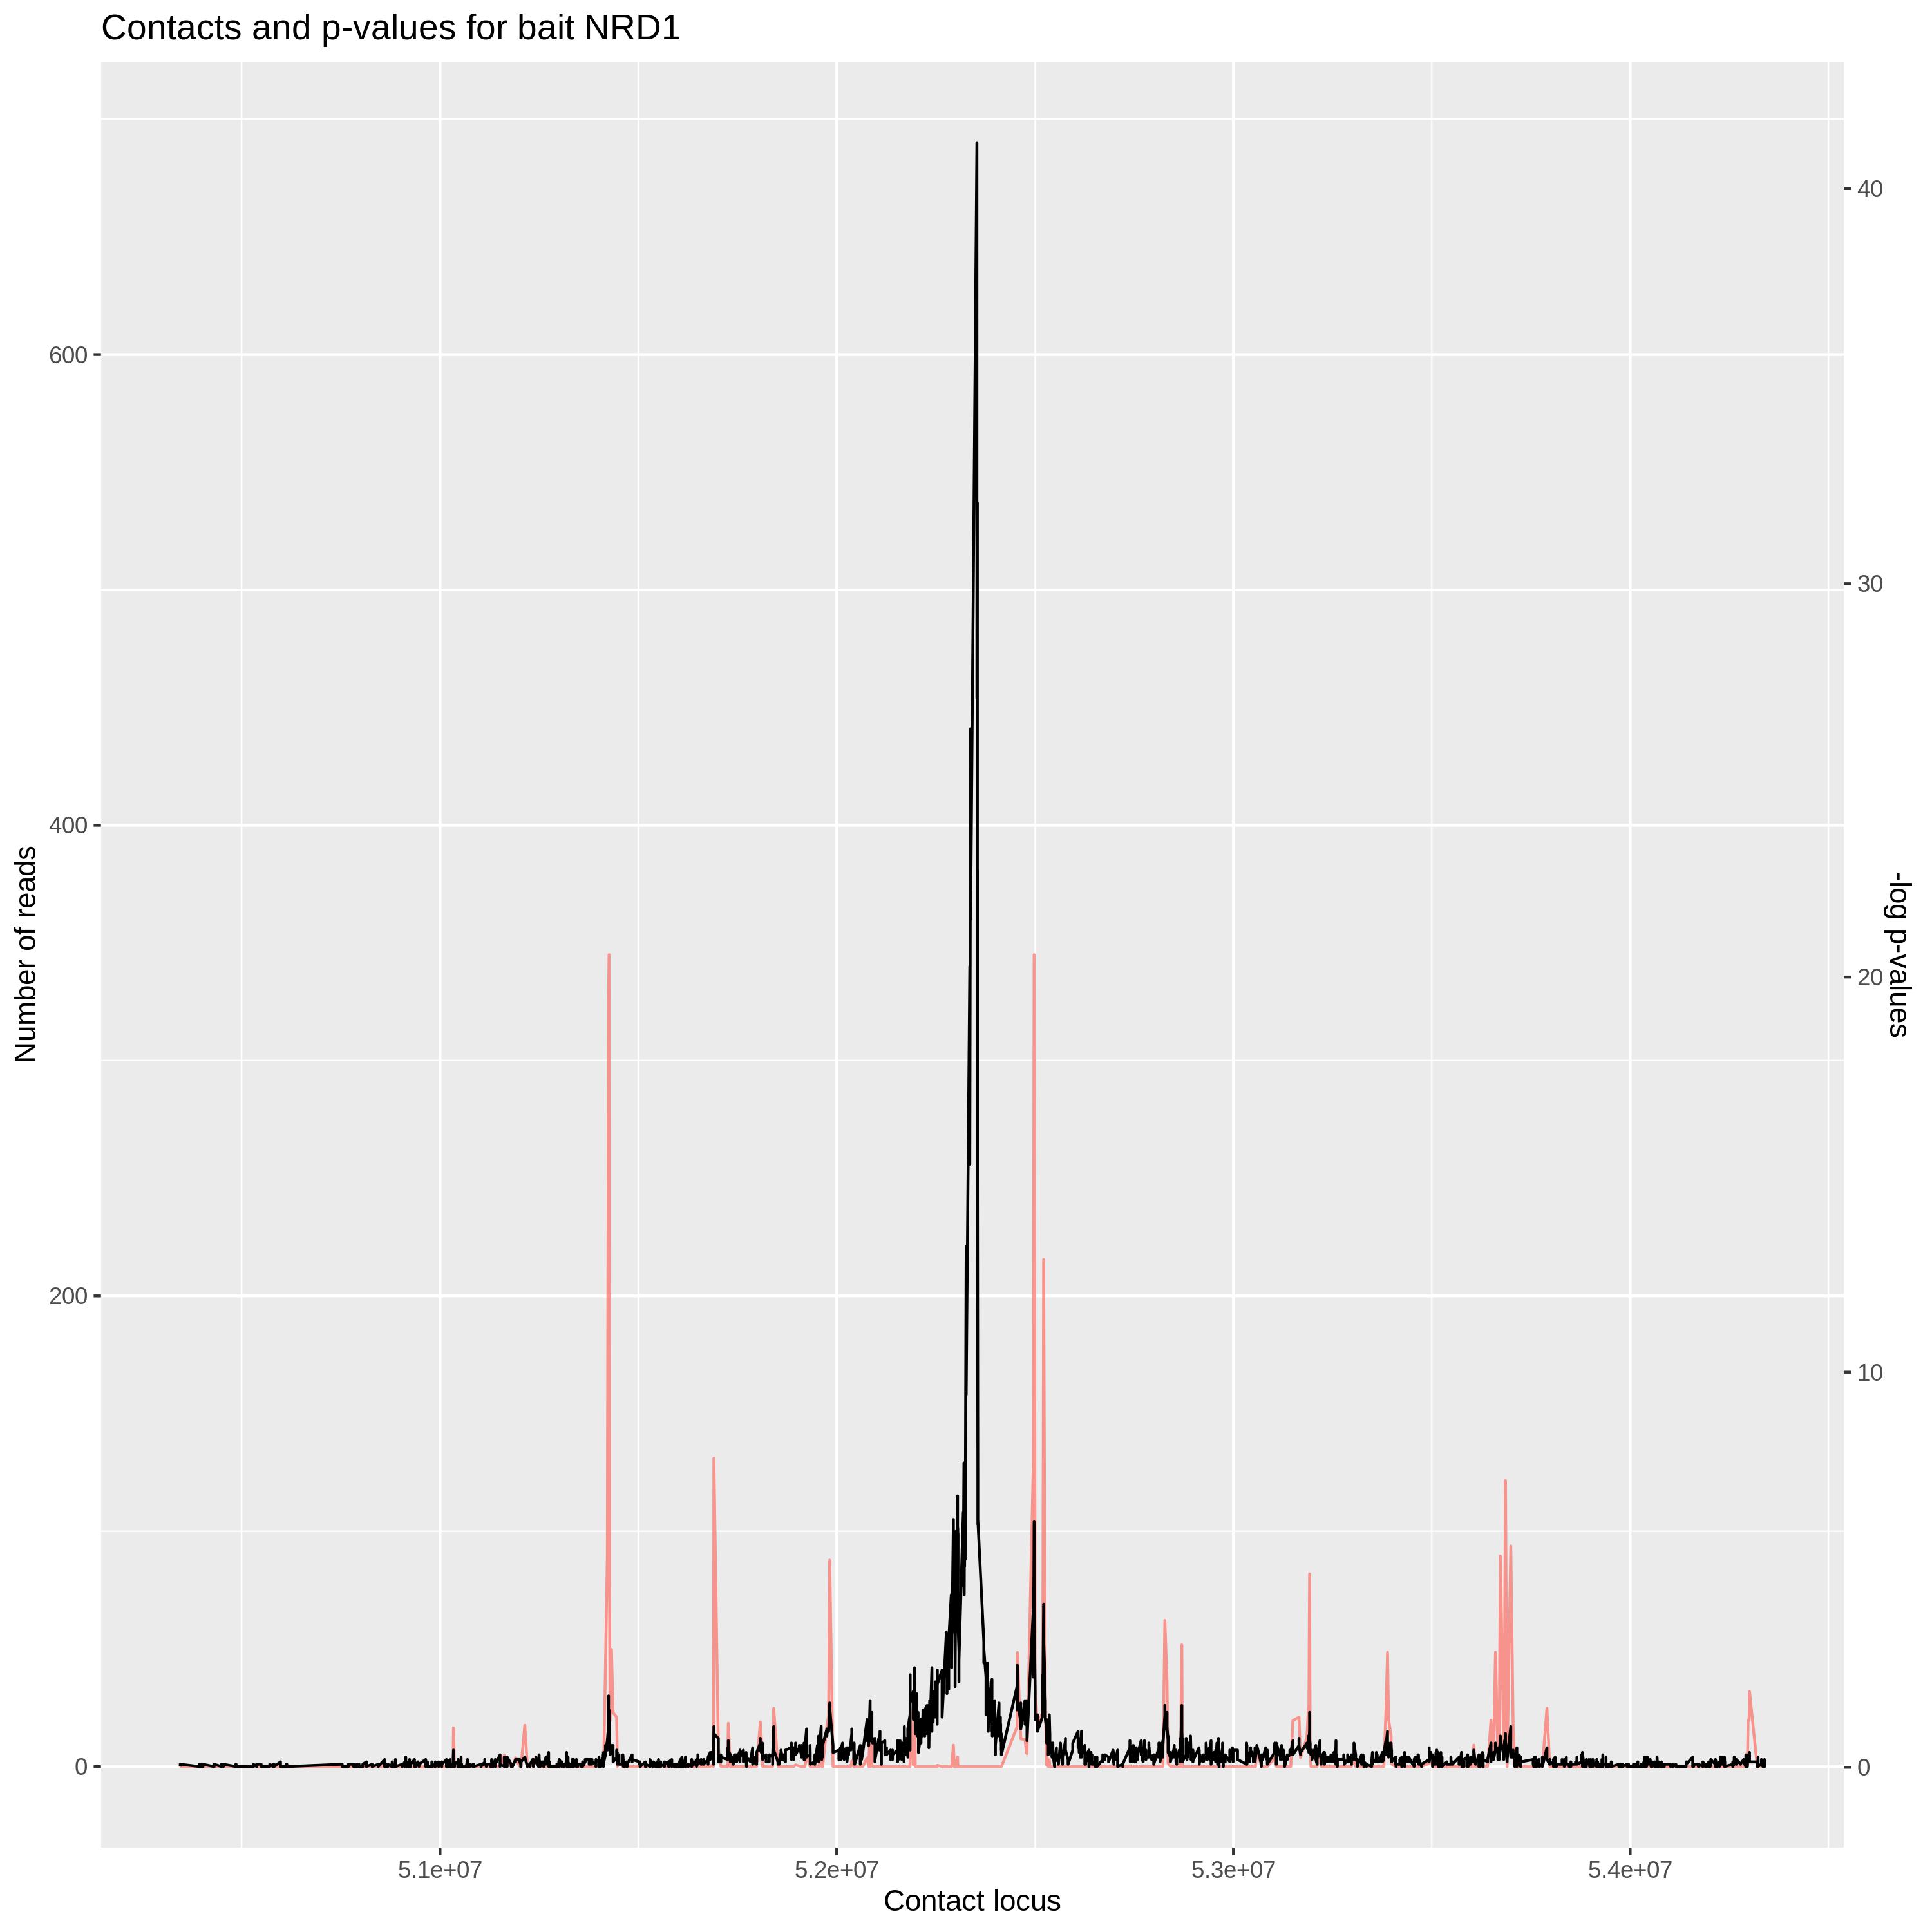 Contacts and p-values for bait NRD1
600
400
200
0
Number of reads
40
30
20
10
0
-log p-values
5.1e+07
5.2e+07
5.3e+07
5.4e+07
Contact locus